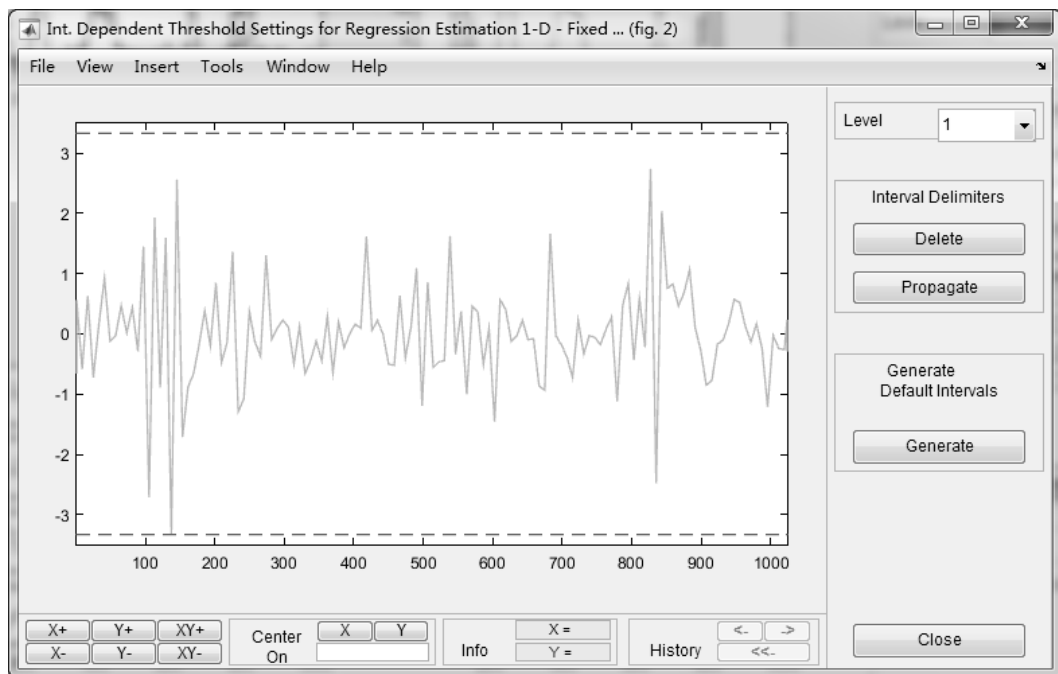 Int. Dependent Threshold Settings for Regression Estimation 1-D - Fixed ... (fig. 2)
File View Insert Tools Window Help
Level 1
3
2
1
0
-1
-2
-3
100 200 300 400 500 600 700 800 900 1000
Interval Delimiters
Delete
Propagate
Generate
Default Intervals
Generate
X+ Y+ XY+
X- Y- XY-
Center
On
X Y
Info
X =
Y =
History
<- ->
<<-
Close